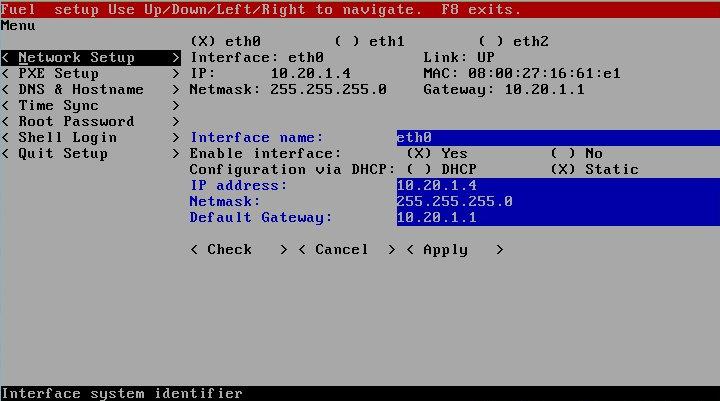 Fuel  setup Use Up/Down/Left/Right to navigate.  F8 exits.
Menu
(X) eth0         ( ) eth1         ( ) eth2
< Network Setup    > Interface: eth0             Link: UP
< PXE Setup        > IP:      10.20.1.4          MAC: 08:00:27:16:61:e1
< DNS & Hostname   > Netmask: 255.255.255.0      Gateway: 10.20.1.1
< Time Sync        >
< Root Password    >
< Shell Login      > Interface name:          eth0
< Quit Setup       > Enable interface:         (X) Yes          ( ) No
Configuration via DHCP: ( ) DHCP         (X) Static
IP address:              10.20.1.4
Netmask:                 255.255.255.0
Default Gateway:         10.20.1.1
< Check   > < Cancel  > < Apply   >
Interface system identifier